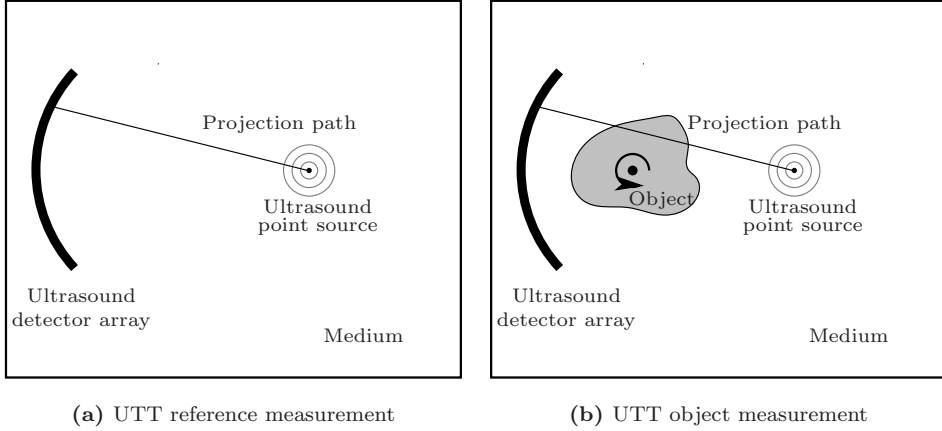 Projection path
Ultrasound
point source
Ultrasound
detector array
Medium
(a) UTT reference measurement
Projection path
Object
Ultrasound
point source
Ultrasound
detector array
Medium
(b) UTT object measurement